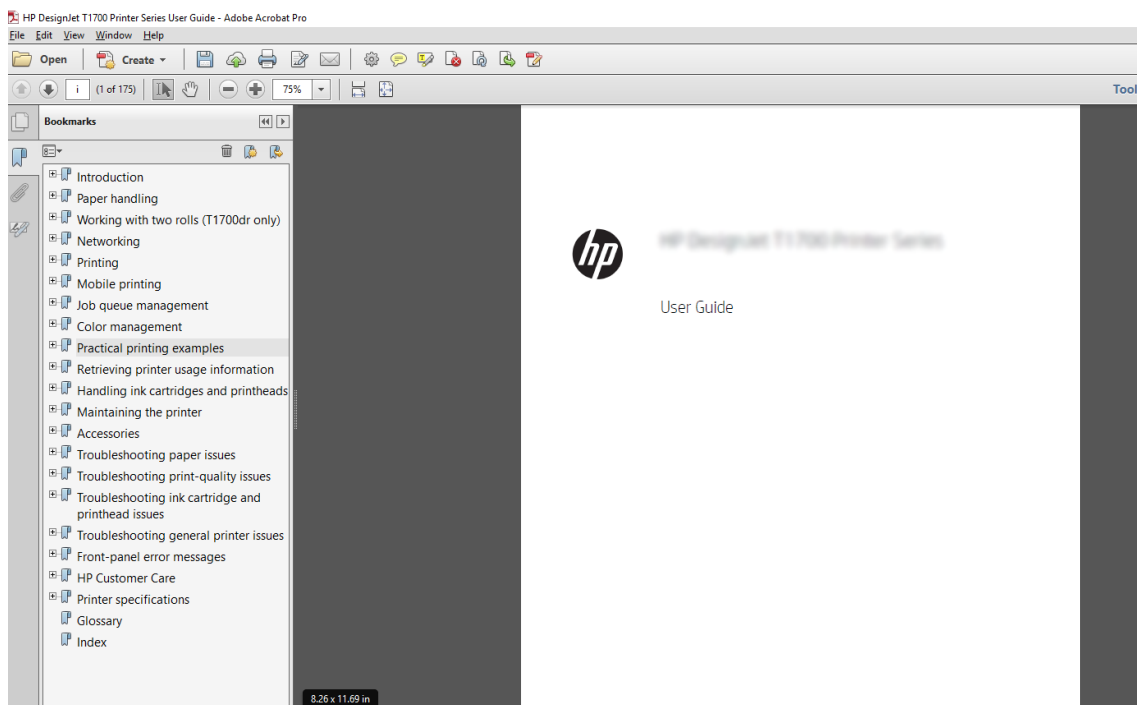 HP DesignJet T1700 Printer Series User Guide - Adobe Acrobat Pro
File Edit View Window Help
Open Create
i (1 of 175) 75% Tool
Bookmarks
Introduction
Paper handling
Working with two rolls (T1700dr only)
Networking
Printing
Mobile printing
Job queue management
Color management
Practical printing examples
Retrieving printer usage information
Handling ink cartridges and printheads
Maintaining the printer
Accessories
Troubleshooting paper issues
Troubleshooting print-quality issues
Troubleshooting ink cartridge and
printhead issues
Troubleshooting general printer issues
Front-panel error messages
HP Customer Care
Printer specifications
Glossary
Index
hp
User Guide
8.26 x 11.69 in